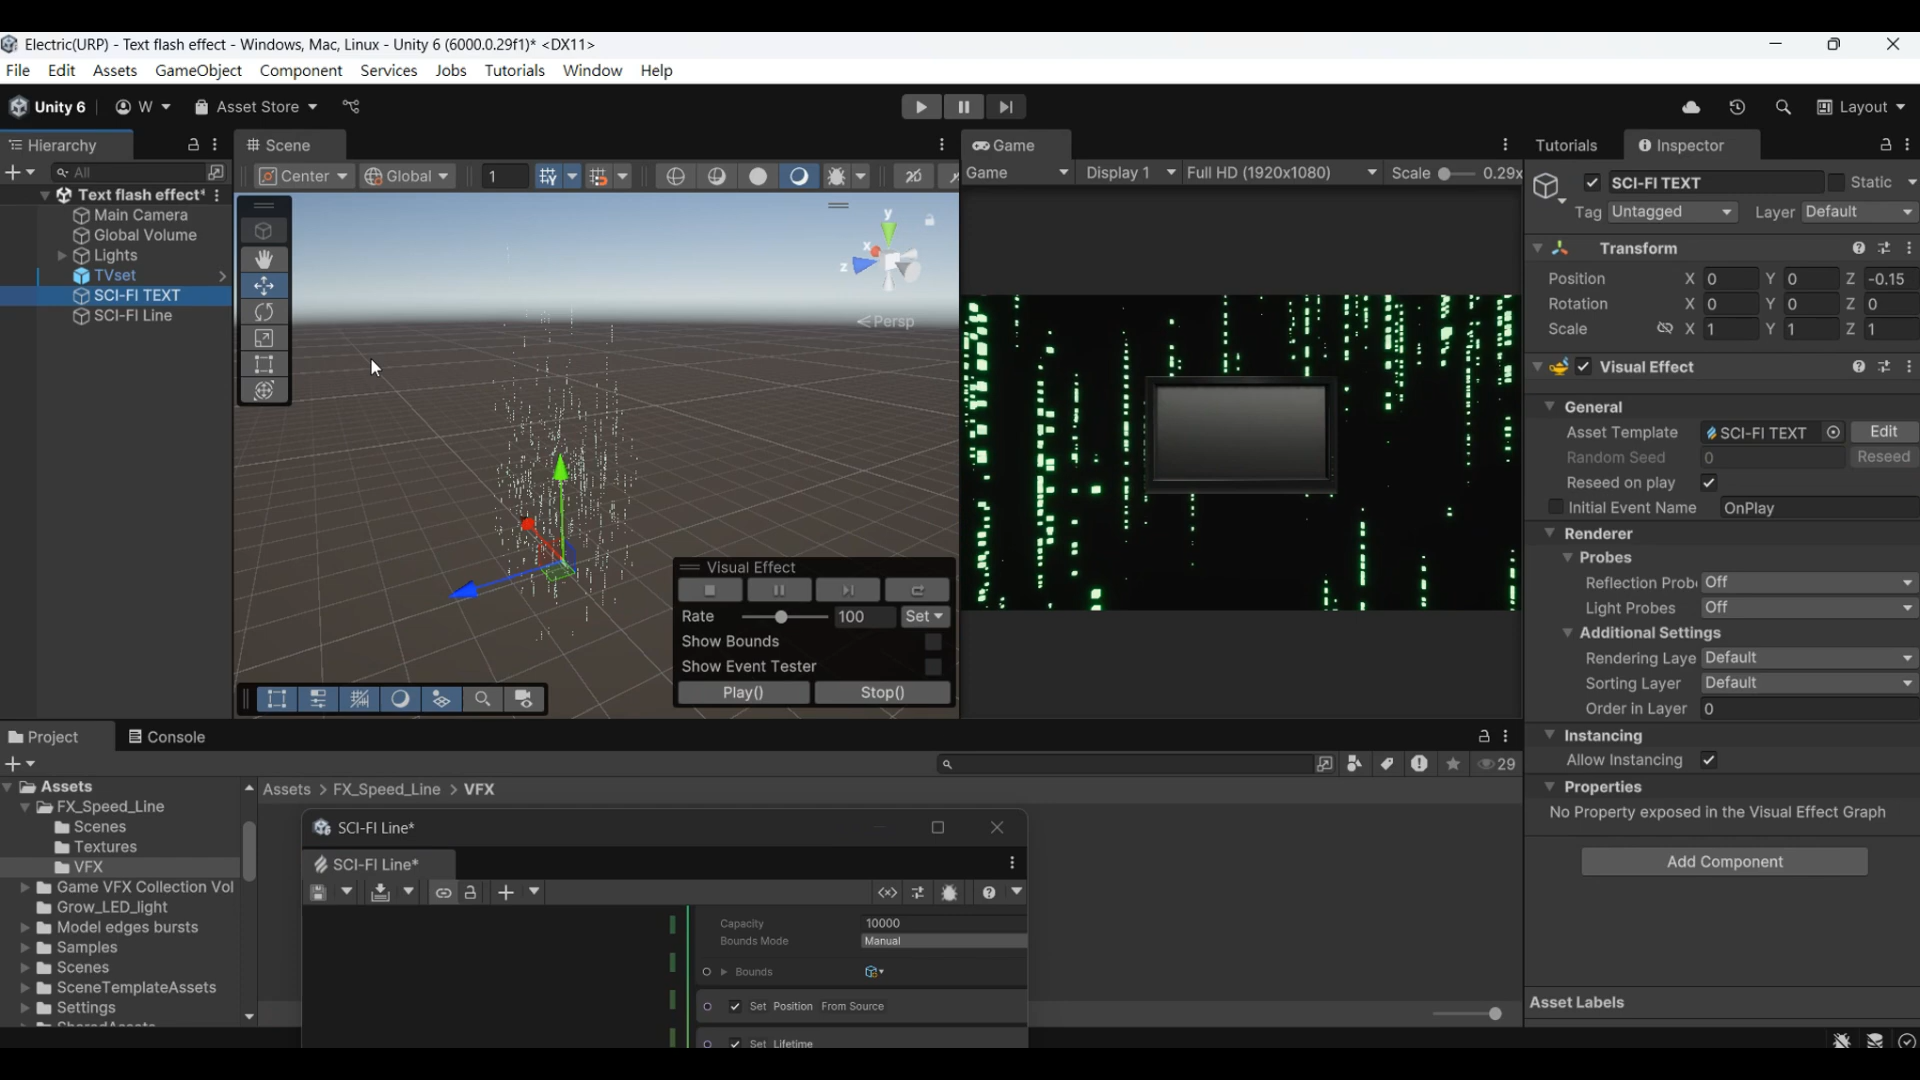 Electric(URP) - Text flash effect - Windows, Mac, Linux - Unity 6 (6000.0.29f1)* <DX11>
File Edit Assets GameObject Component Services Jobs Tutorials Window Help
Unity 6 W Asset Store Layout
Hierarchy
All
Text flash effect*
Main Camera
Global Volume
Lights
TVset
SCI-FI TEXT
SCI-FI Line
Scene
Center Global 1 2D
y
x
z
Persp
Visual Effect
Rate 100 Set
Show Bounds
Show Event Tester
Play() Stop()
Game
Game Display 1 Full HD (1920x1080) Scale 0.29x
Tutorials Inspector
SCI-FI TEXT Static
Tag Untagged Layer Default
Transform
Position X 0 Y 0 Z -0.15
Rotation X 0 Y 0 Z 0
Scale X 1 Y 1 Z 1
Visual Effect
General
Asset Template SCI-FI TEXT Edit
Random Seed 0 Reseed
Reseed on play
Initial Event Name OnPlay
Renderer
Probes
Reflection Prob Off
Light Probes Off
Additional Settings
Rendering Laye Default
Sorting Layer Default
Order in Layer 0
Instancing
Allow Instancing
Properties
No Property exposed in the Visual Effect Graph
Add Component
Asset Labels
Project Console
29
Assets
FX_Speed_Line
Scenes
Textures
VFX
Game VFX Collection Vol
Grow_LED_light
Model edges bursts
Samples
Scenes
SceneTemplateAssets
Settings
Assets > FX_Speed_Line > VFX
SCI-FI Line*
SCI-FI Line*
Capacity 10000
Bounds Mode Manual
Bounds
Set Position From Source
Set Lifetime